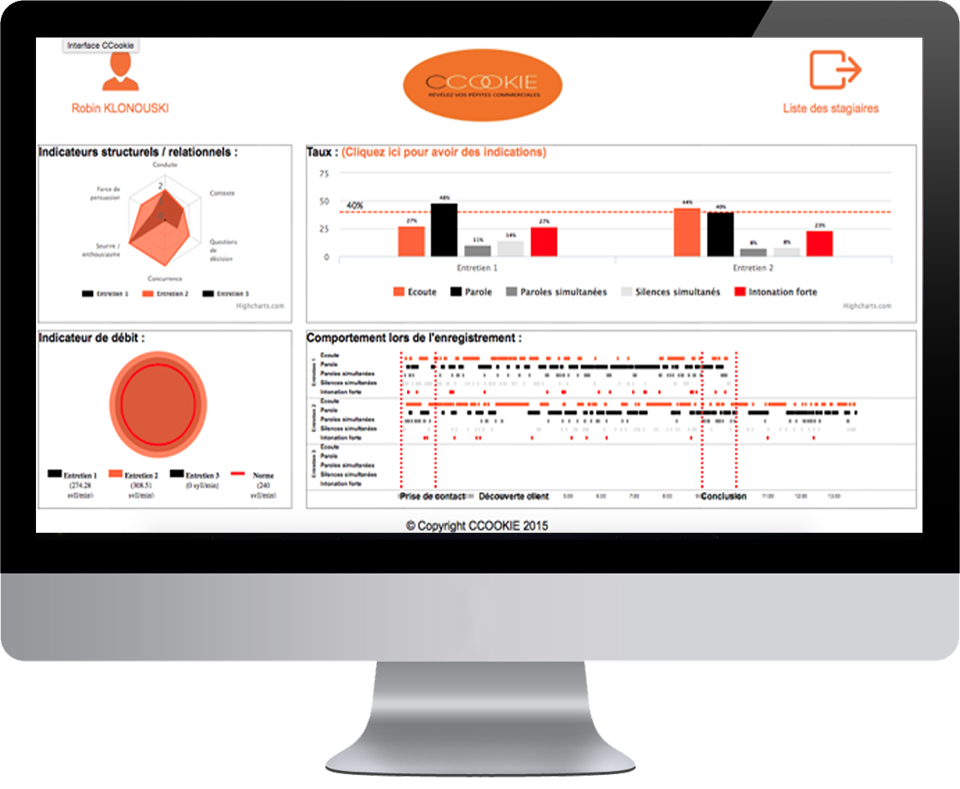 Interface CCookie
Robin KLONOUSKI
CCOOKIE
RÉVÉLEZ VOS PÉPITES COMMERCIALES
Liste des stagiaires
Indicateurs structurels / relationnels :
Conduite
Force de
persuasion
2
Contexte
Sourire /
enthousiasme
Questions
de
décision
Concurrence
Entretien 1
Entretien 2
Entretien 3
Highcharts.com
Taux : (Cliquez ici pour avoir des indications)
75
50
25
0
40%
27%
48%
11%
14%
27%
44%
40%
8%
23%
Entretien 1
Entretien 2
Ecoute
Parole
Paroles simultanées
Silences simultanés
Intonation forte
Highcharts.com
Indicateur de débit :
Entretien 1
(274.28
syll/min)
Entretien 2
(308.51
syll/min)
Entretien 3
(0 syll/min)
Norme
(240
syll/min)
Comportement lors de l'enregistrement :
Entretien 1
Ecoute
Parole
Paroles simultanées
Silences simultanées
Intonation forte
Entretien 2
Ecoute
Parole
Paroles simultanées
Silences simultanées
Intonation forte
Entretien 3
Ecoute
Parole
Paroles simultanées
Silences simultanées
Intonation forte
Prise de contact
Découverte client
5:00
6:00
7:00
8:00
Conclusion
11:00
12:00
13:00
© Copyright CCOOKIE 2015